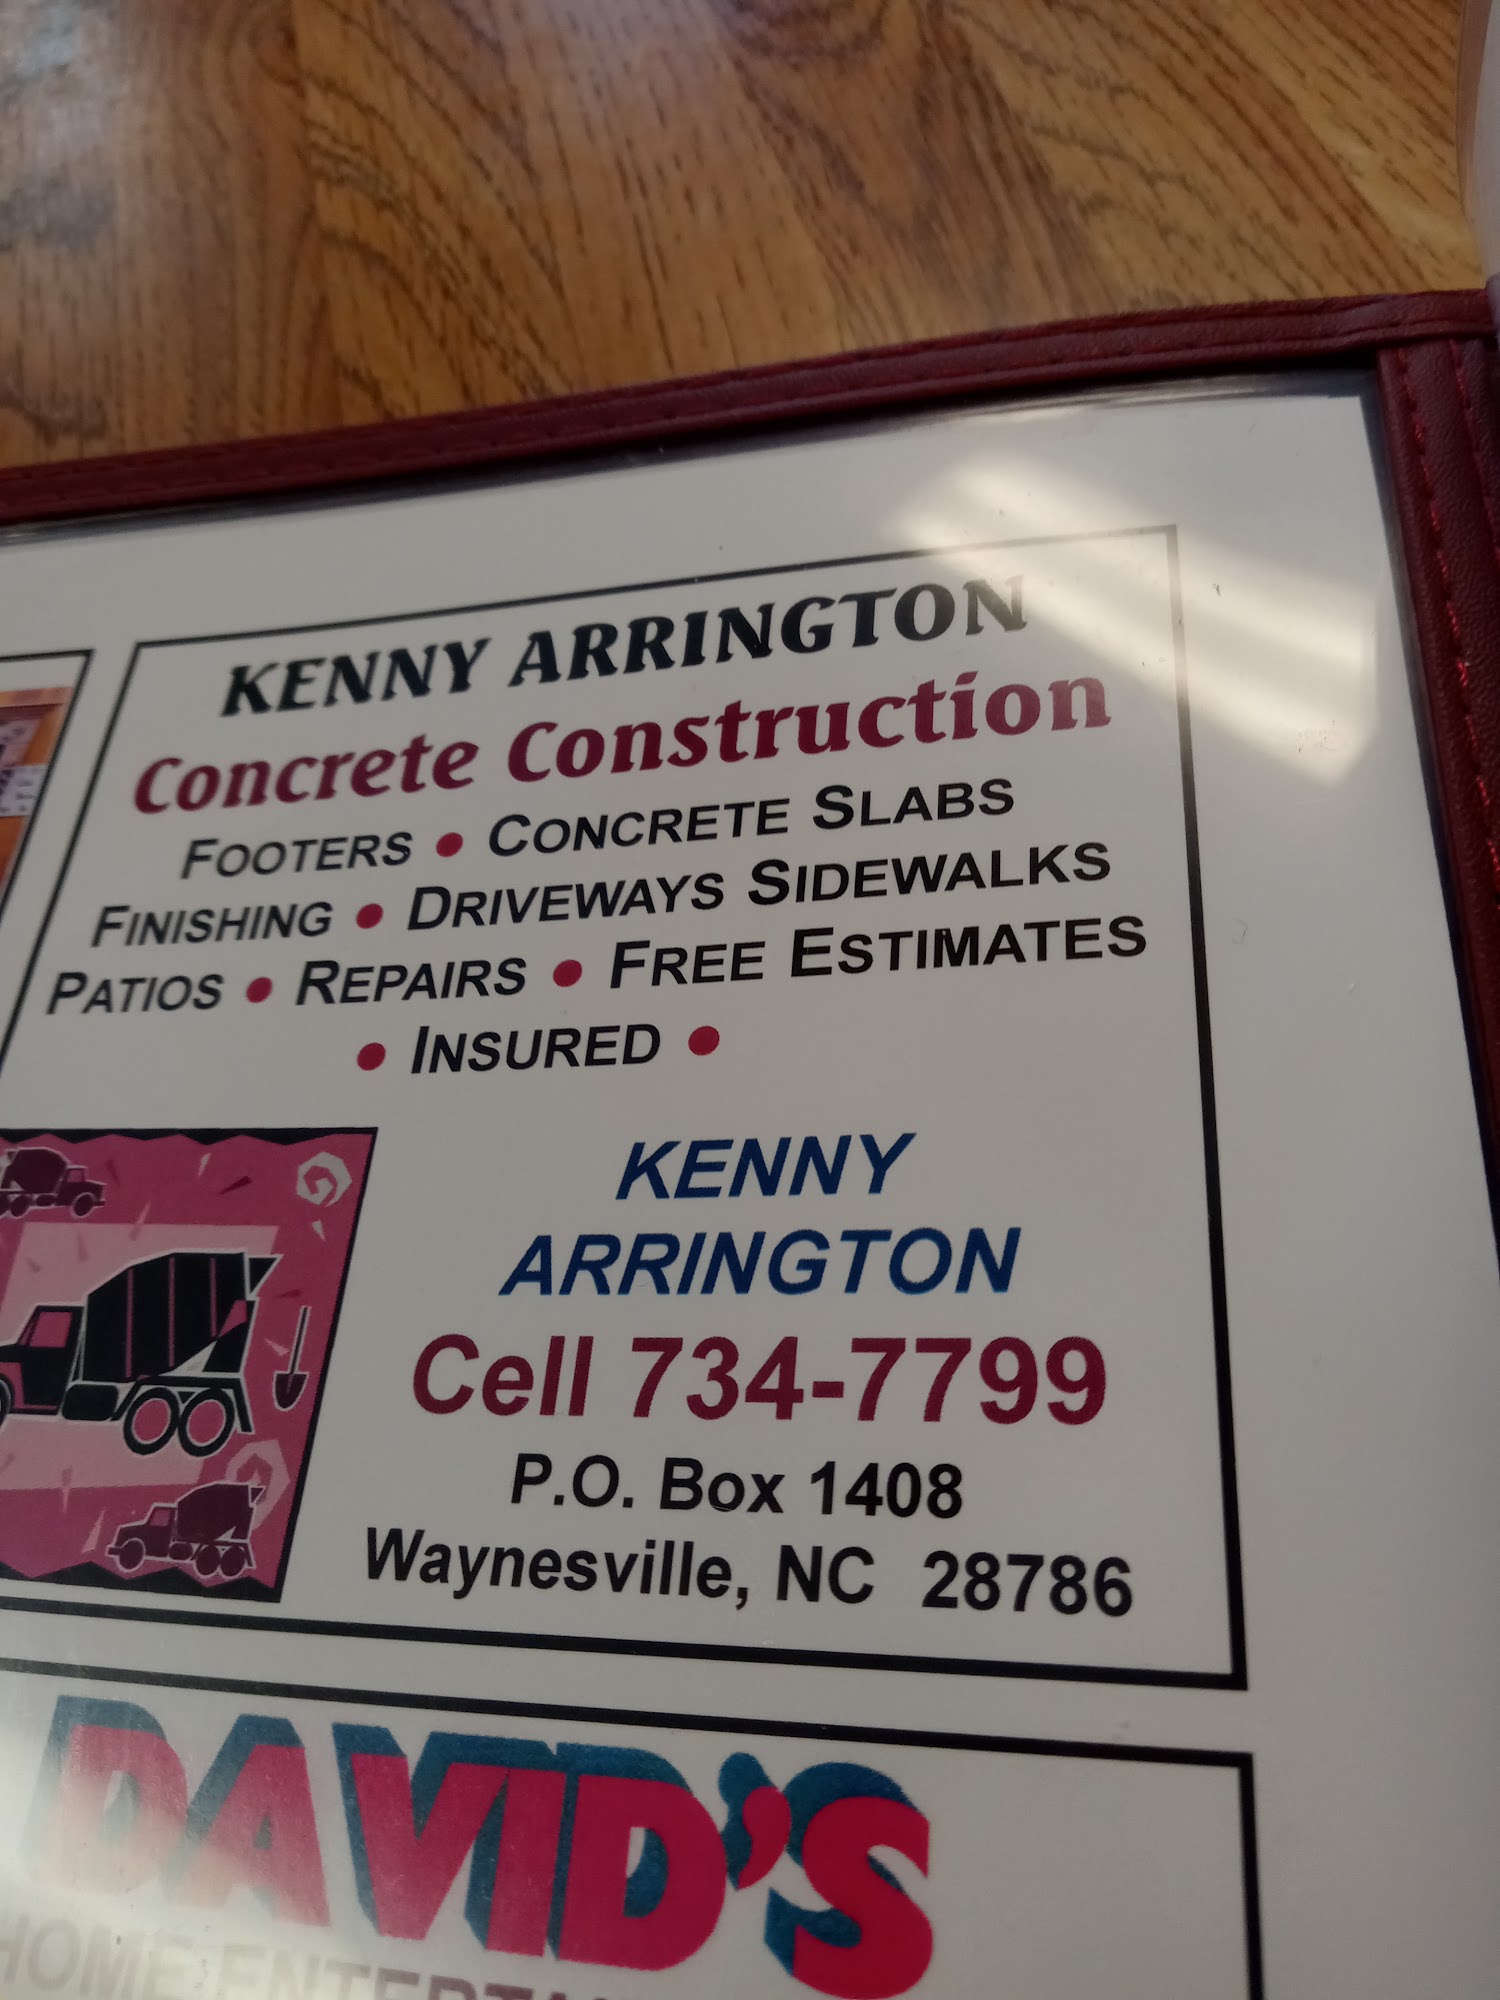 KENNY ARRINGTON
Concrete Construction
FOOTERS • CONCRETE SLABS
FINISHING • DRIVEWAYS SIDEWALKS
PATIOS • REPAIRS • FREE ESTIMATES
• INSURED •
KENNY
ARRINGTON
Cell 734-7799
P.O. Box 1408
Waynesville, NC 28786
DAVID'S
HOME